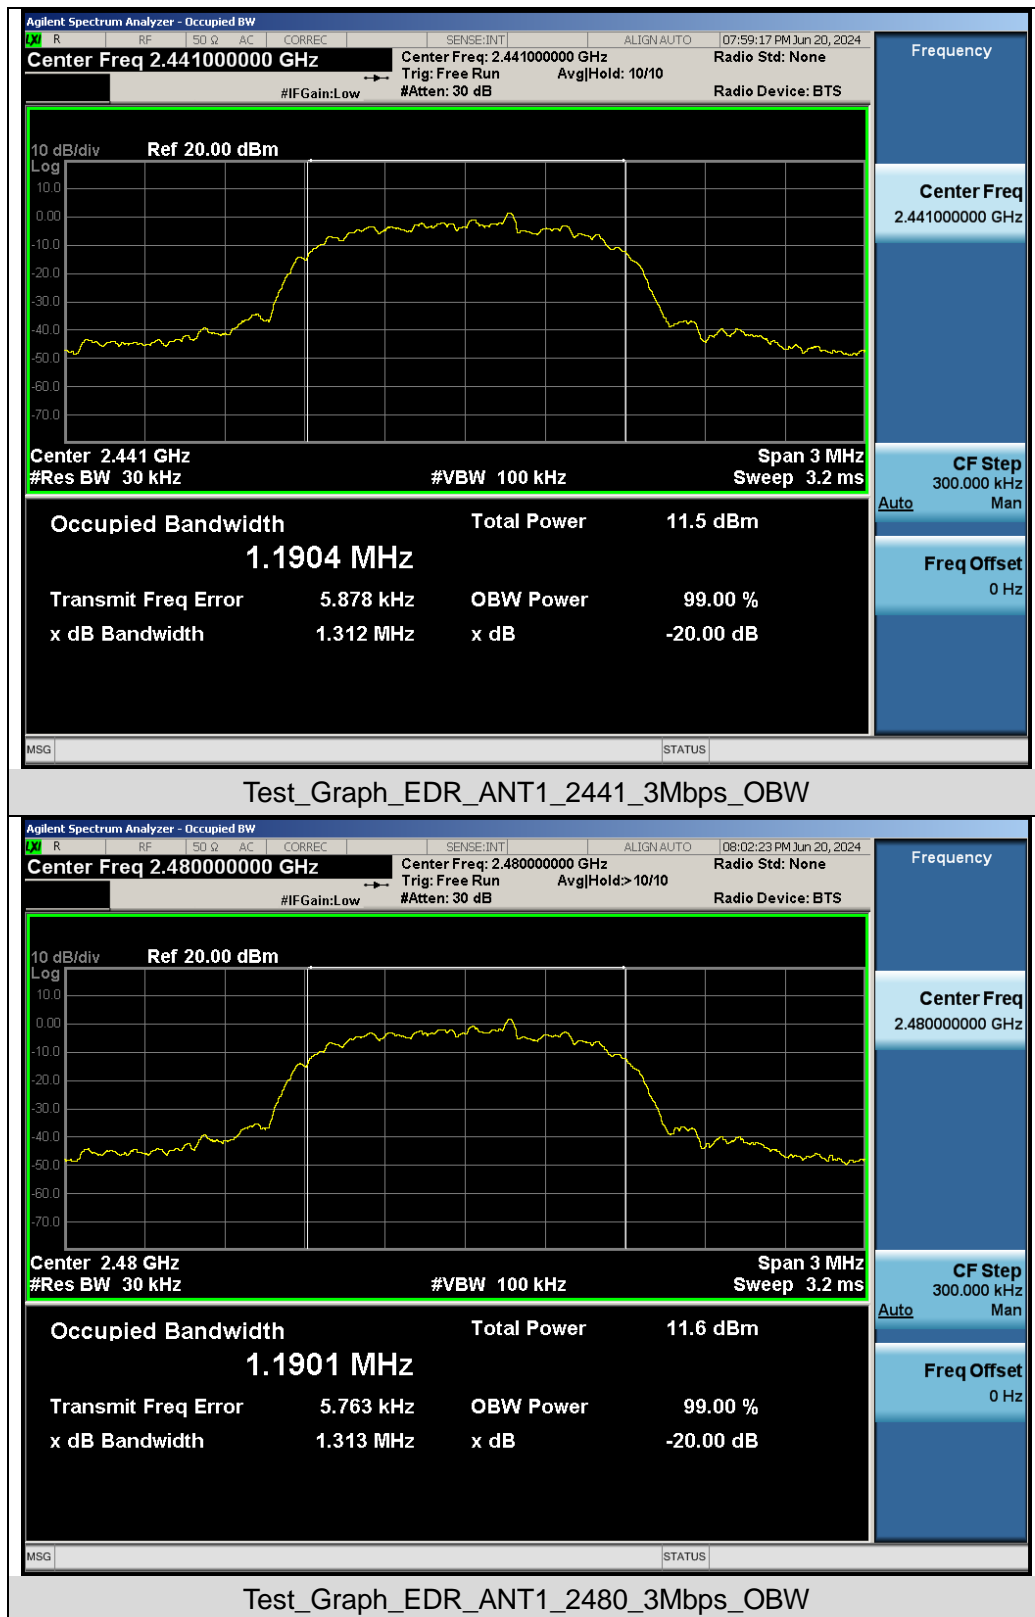 Agilent Spectrum Analyzer - Occupied BW
LXI R RF 50 Ω AC CORREC SENSE:INT ALIGN AUTO 07:59:17 PM Jun 20, 2024
Center Freq 2.441000000 GHz Center Freq: 2.441000000 GHz Radio Std: None
Trig: Free Run Avg|Hold: 10/10
#IFGain:Low #Atten: 30 dB Radio Device: BTS
Frequency
10 dB/div Ref 20.00 dBm
Log
10.0
0.00
-10.0
-20.0
-30.0
-40.0
-50.0
-60.0
-70.0
Center 2.441 GHz Span 3 MHz
#Res BW 30 kHz #VBW 100 kHz Sweep 3.2 ms
Center Freq
2.441000000 GHz
CF Step
300.000 kHz
Auto Man
Freq Offset
0 Hz
Occupied Bandwidth Total Power 11.5 dBm
1.1904 MHz
Transmit Freq Error 5.878 kHz OBW Power 99.00 %
x dB Bandwidth 1.312 MHz x dB -20.00 dB
MSG STATUS
Test_Graph_EDR_ANT1_2441_3Mbps_OBW
Agilent Spectrum Analyzer - Occupied BW
LXI R RF 50 Ω AC CORREC SENSE:INT ALIGN AUTO 08:02:23 PM Jun 20, 2024
Center Freq 2.480000000 GHz Center Freq: 2.480000000 GHz Radio Std: None
Trig: Free Run Avg|Hold:>10/10
#IFGain:Low #Atten: 30 dB Radio Device: BTS
Frequency
10 dB/div Ref 20.00 dBm
Log
10.0
0.00
-10.0
-20.0
-30.0
-40.0
-50.0
-60.0
-70.0
Center 2.48 GHz Span 3 MHz
#Res BW 30 kHz #VBW 100 kHz Sweep 3.2 ms
Center Freq
2.480000000 GHz
CF Step
300.000 kHz
Auto Man
Freq Offset
0 Hz
Occupied Bandwidth Total Power 11.6 dBm
1.1901 MHz
Transmit Freq Error 5.763 kHz OBW Power 99.00 %
x dB Bandwidth 1.313 MHz x dB -20.00 dB
MSG STATUS
Test_Graph_EDR_ANT1_2480_3Mbps_OBW